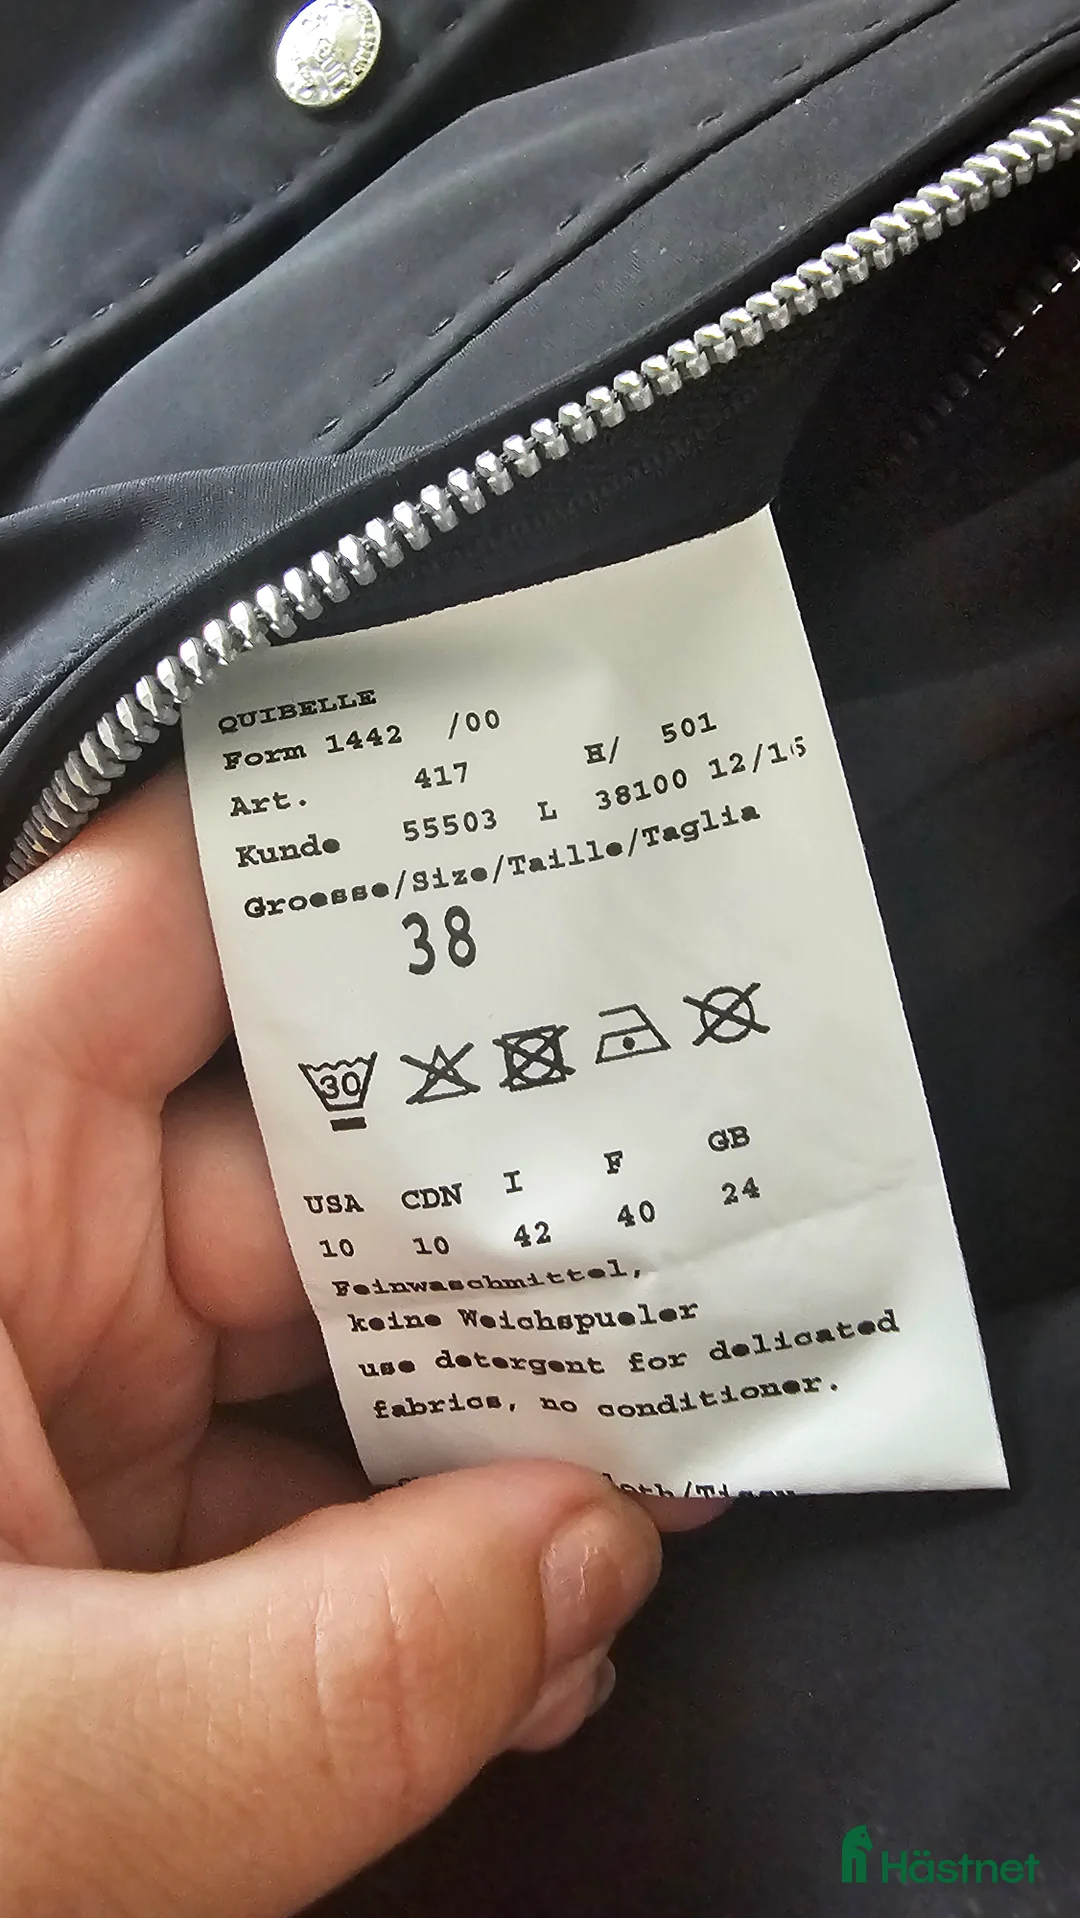 QUIBELLE
Form 1442 /00
Art. 417 H/ 501
Kunde 55503 L 38100 12/15
Groesse/Size/Taille/Taglia
38
30
USA CDN I F GB
10 10 42 40 24
Feinwaschmittel,
keine Weichspueler
use detergent for delicated
fabrics, no conditioner.
Hästnet